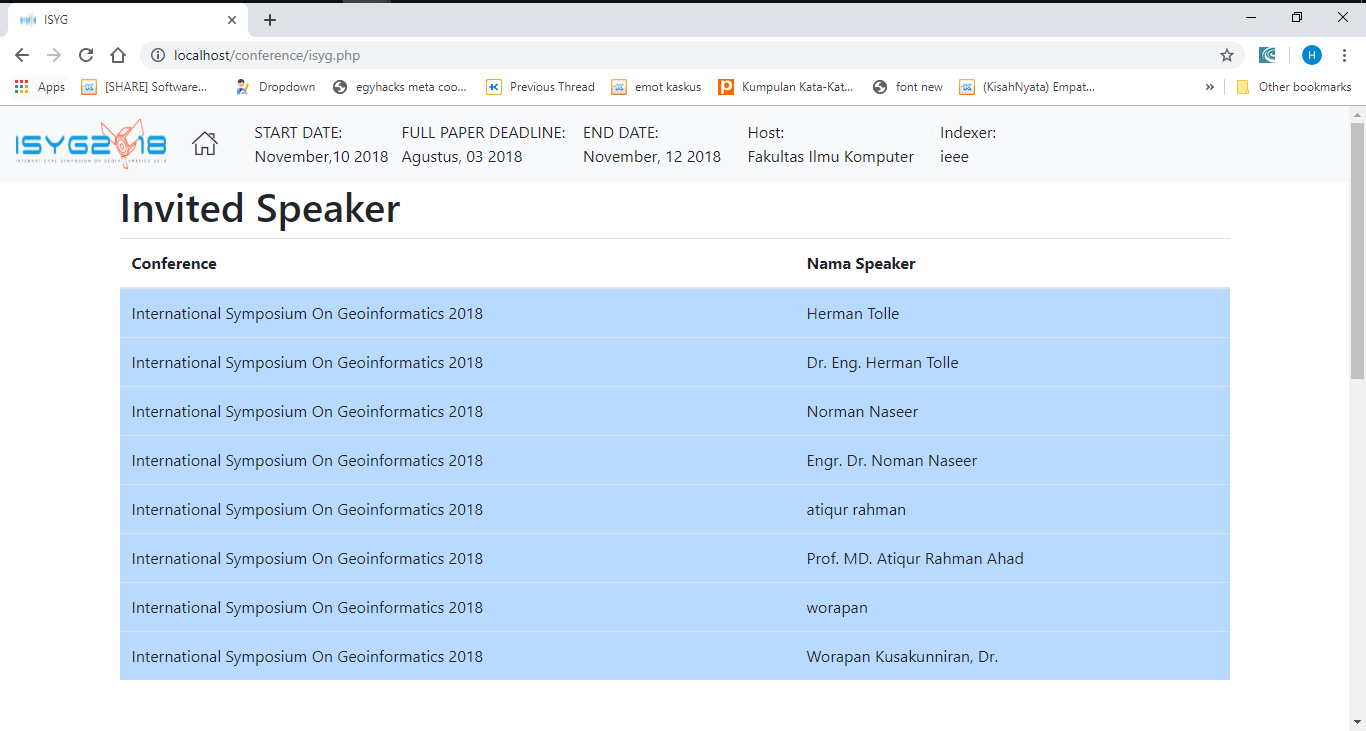 ISYG
localhost/conference/isyg.php
H
Apps [SHARE] Software... Dropdown egyhacks meta coo... Previous Thread emot kaskus Kumpulan Kata-Kat... font new (KisahNyata) Empat... » Other bookmarks
ISYG2018
INTERNATIONAL SYMPOSIUM ON GEOINFORMATICS 2018
START DATE: FULL PAPER DEADLINE: END DATE: Host: Indexer:
November,10 2018 Agustus, 03 2018 November, 12 2018 Fakultas Ilmu Komputer ieee
Invited Speaker
Conference Nama Speaker
International Symposium On Geoinformatics 2018 Herman Tolle
International Symposium On Geoinformatics 2018 Dr. Eng. Herman Tolle
International Symposium On Geoinformatics 2018 Norman Naseer
International Symposium On Geoinformatics 2018 Engr. Dr. Noman Naseer
International Symposium On Geoinformatics 2018 atiqur rahman
International Symposium On Geoinformatics 2018 Prof. MD. Atiqur Rahman Ahad
International Symposium On Geoinformatics 2018 worapan
International Symposium On Geoinformatics 2018 Worapan Kusakunniran, Dr.